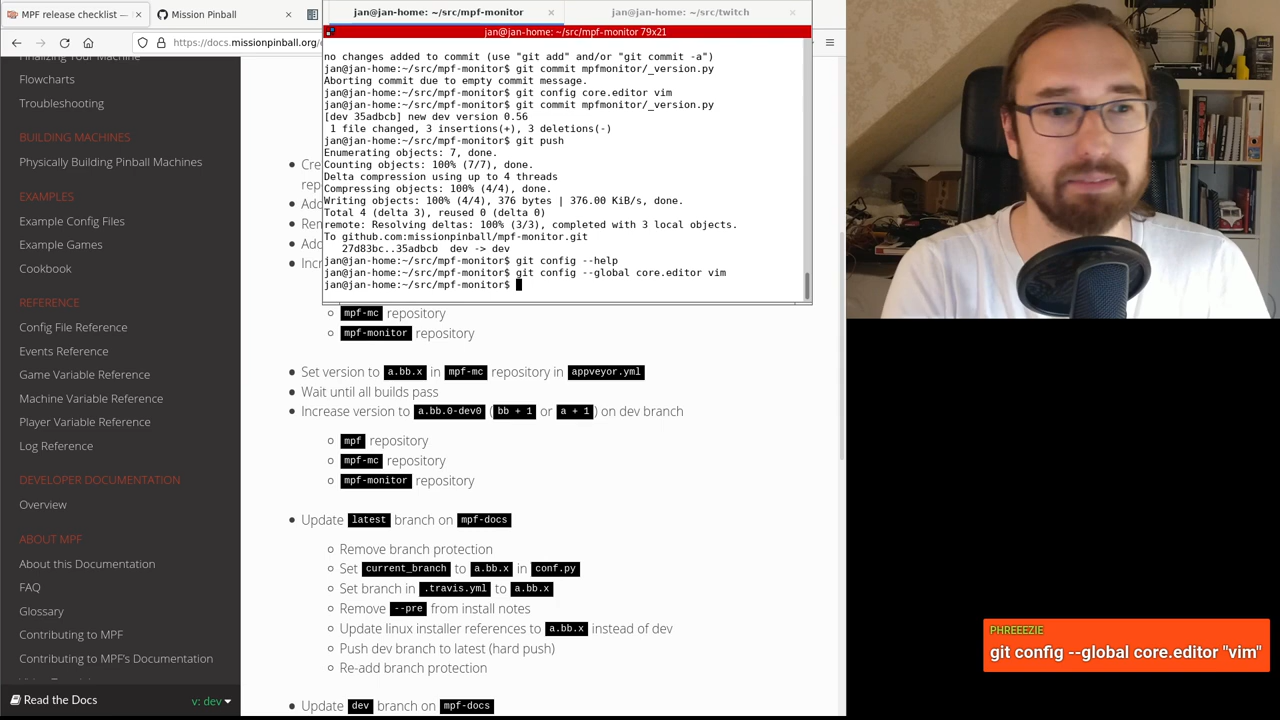 MPF release checklist —
Mission Pinball
https://docs.missionpinball.org/
Finalizing Your Machine
Flowcharts
Troubleshooting
BUILDING MACHINES
Physically Building Pinball Machines
EXAMPLES
Example Config Files
Example Games
Cookbook
REFERENCE
Config File Reference
Events Reference
Game Variable Reference
Machine Variable Reference
Player Variable Reference
Log Reference
DEVELOPER DOCUMENTATION
Overview
ABOUT MPF
About this Documentation
FAQ
Glossary
Contributing to MPF
Contributing to MPF's Documentation
Read the Docs
v: dev
jan@jan-home: ~/src/mpf-monitor
jan@jan-home: ~/src/twitch
jan@jan-home: ~/src/mpf-monitor 79x21
no changes added to commit (use "git add" and/or "git commit -a")
jan@jan-home:~/src/mpf-monitor$ git commit mpfmonitor/_version.py
Aborting commit due to empty commit message.
jan@jan-home:~/src/mpf-monitor$ git config core.editor vim
jan@jan-home:~/src/mpf-monitor$ git commit mpfmonitor/_version.py
[dev 35adbcb] new dev version 0.56
1 file changed, 3 insertions(+), 3 deletions(-)
jan@jan-home:~/src/mpf-monitor$ git push
Enumerating objects: 7, done.
Counting objects: 100% (7/7), done.
Delta compression using up to 4 threads
Compressing objects: 100% (4/4), done.
Writing objects: 100% (4/4), 376 bytes | 376.00 KiB/s, done.
Total 4 (delta 3), reused 0 (delta 0)
remote: Resolving deltas: 100% (3/3), completed with 3 local objects.
To github.com:missionpinball/mpf-monitor.git
27d83bc..35adbcb dev -> dev
jan@jan-home:~/src/mpf-monitor$ git config --help
jan@jan-home:~/src/mpf-monitor$ git config --global core.editor vim
jan@jan-home:~/src/mpf-monitor$
Cre
rep
Add
Rem
Add
Incr
mpf-mc repository
mpf-monitor repository
Set version to a.bb.x in mpf-mc repository in appveyor.yml
Wait until all builds pass
Increase version to a.bb.0-dev0 (bb + 1 or a + 1) on dev branch
mpf repository
mpf-mc repository
mpf-monitor repository
Update latest branch on mpf-docs
Remove branch protection
Set current_branch to a.bb.x in conf.py
Set branch in .travis.yml to a.bb.x
Remove --pre from install notes
Update linux installer references to a.bb.x instead of dev
Push dev branch to latest (hard push)
Re-add branch protection
Update dev branch on mpf-docs
PHREEEZIE
git config --global core.editor "vim"